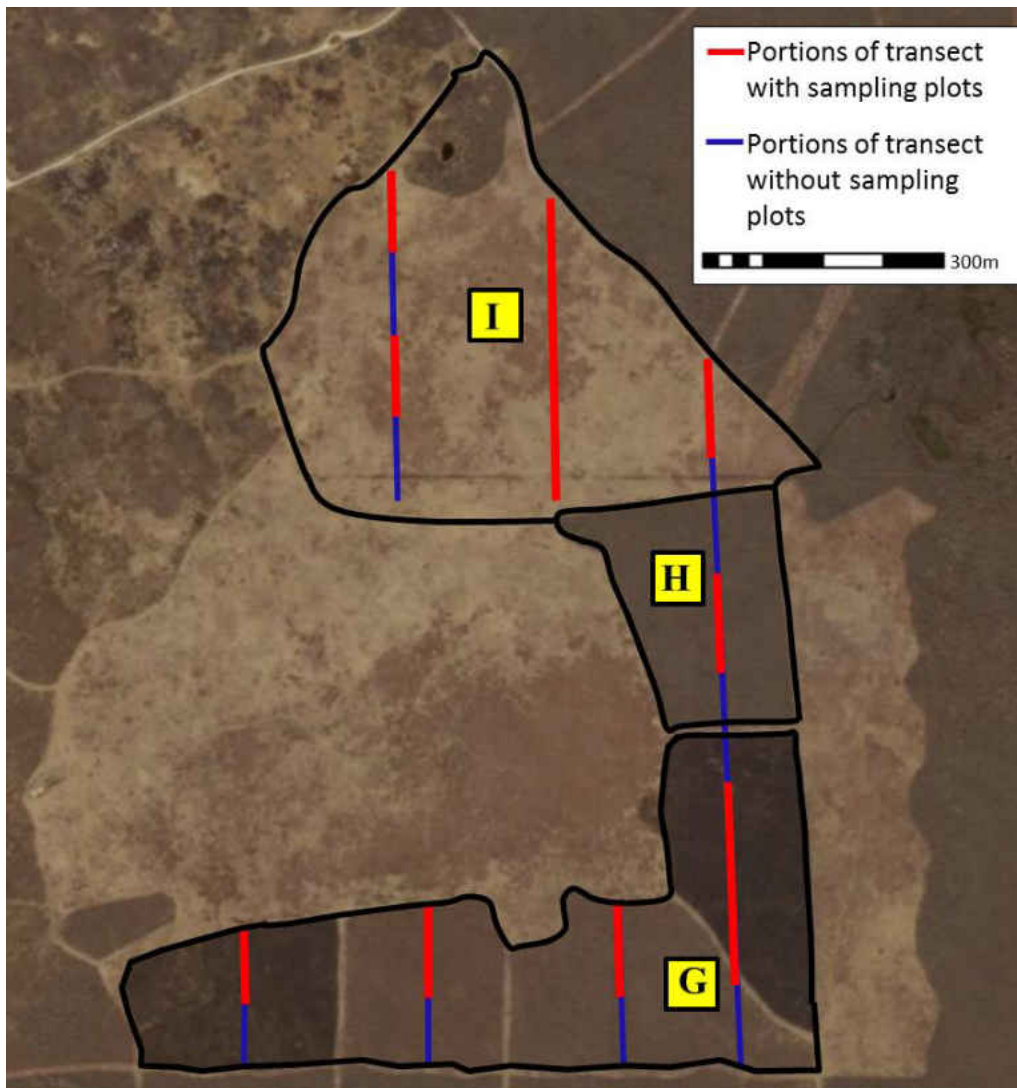 Portions of transect
with sampling plots
Portions of transect
without sampling
plots
300m
I
H
G